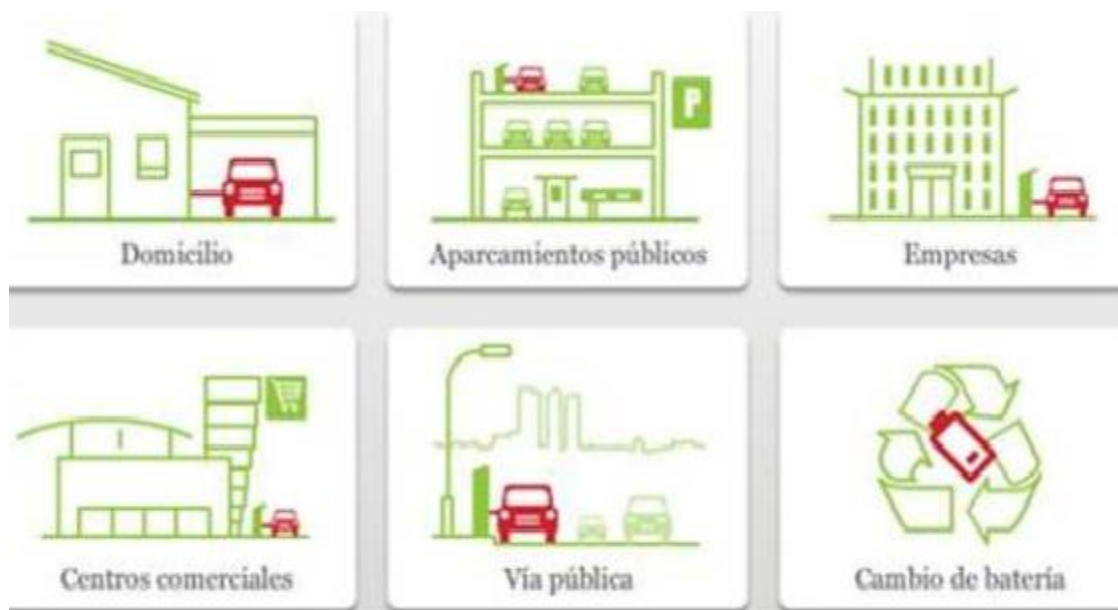 P
Domicilio
Aparcamientos públicos
Empresas
Centros comerciales
Vía pública
Cambio de batería